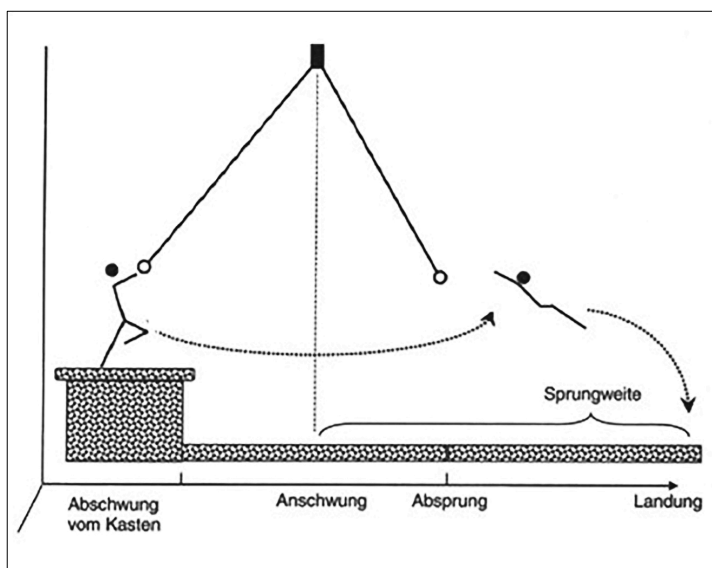 Sprungweite
Abschwung
vom Kasten
Anschwung
Absprung
Landung